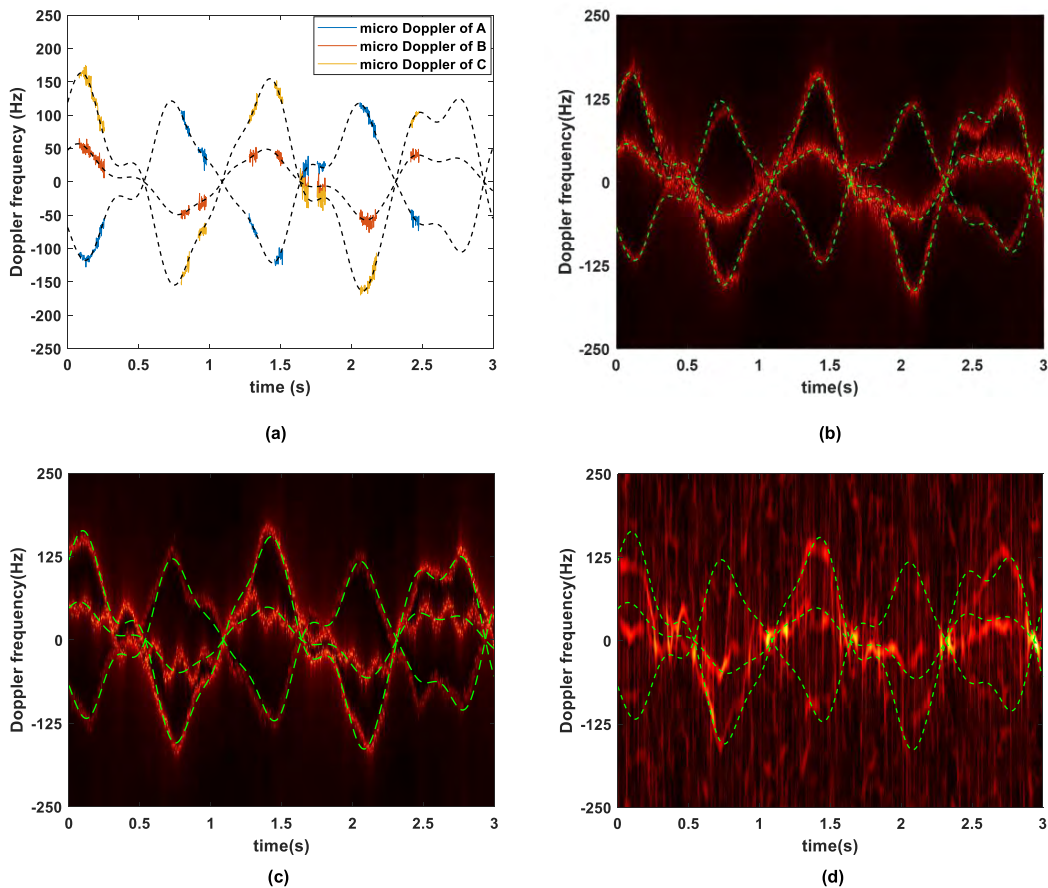 250
200
150
100
50
0
-50
-100
-150
-200
-250
Doppler frequency (Hz)
micro Doppler of A
micro Doppler of B
micro Doppler of C
0 0.5 1 1.5 2 2.5 3
time (s)
(a)
250
125
0
-125
-250
Doppler frequency(Hz)
0 0.5 1 1.5 2 2.5 3
time(s)
(b)
250
125
0
-125
-250
Doppler frequency(Hz)
0 0.5 1 1.5 2 2.5 3
time(s)
(c)
250
125
0
-125
-250
Doppler frequency(Hz)
0 0.5 1 1.5 2 2.5 3
time(s)
(d)